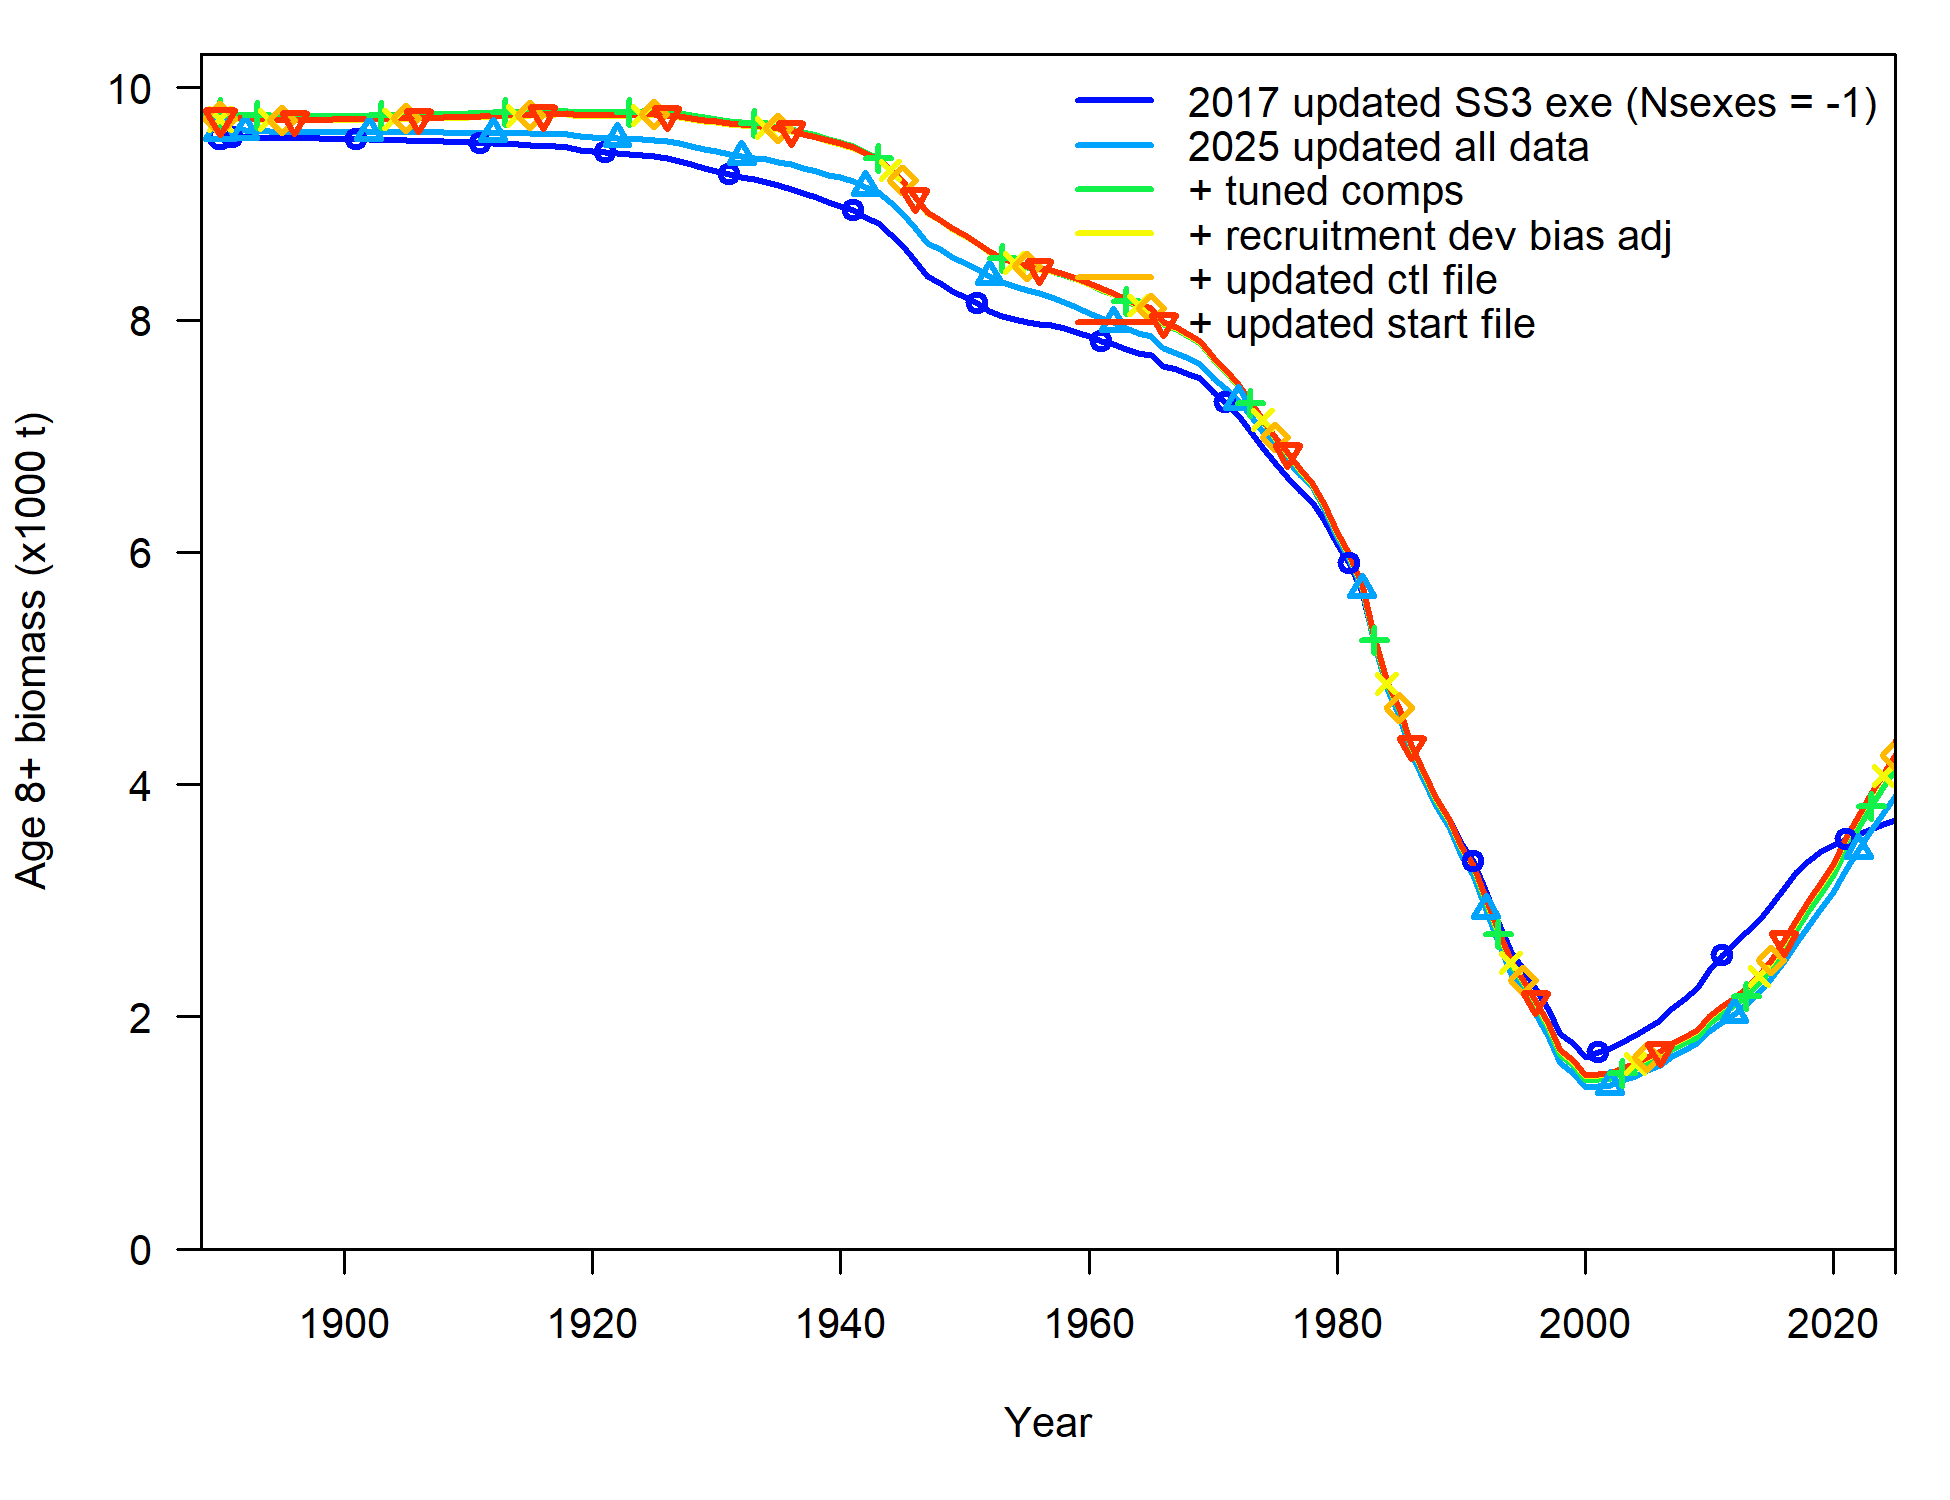 10
8
6
4
2
0
Age 8+ biomass (x1000 t)
2017 updated SS3 exe (Nsexes = -1)
2025 updated all data
+ tuned comps
+ recruitment dev bias adj
+ updated ctl file
+ updated start file
1900
1920
1940
1960
1980
2000
2020
Year